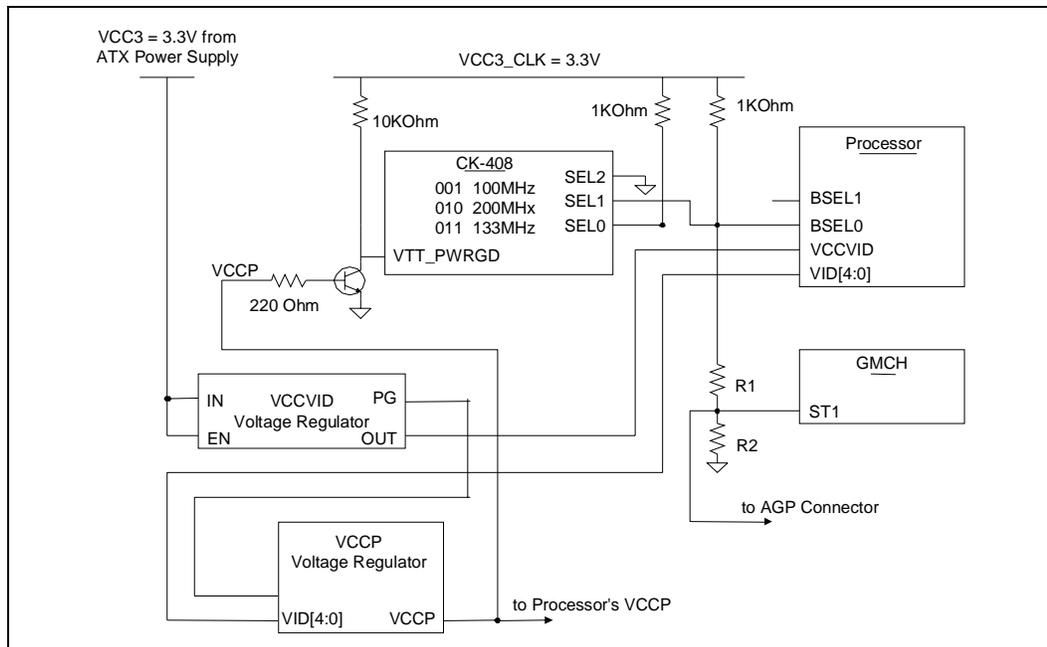 VCC3 = 3.3V from
ATX Power Supply
VCC3_CLK = 3.3V
10KOhm
1KOhm
1KOhm
CK-408
001 100MHz
010 200MHx
011 133MHz
SEL2
SEL1
SEL0
VTT_PWRGD
Processor
BSEL1
BSEL0
VCCVID
VID[4:0]
VCCP
220 Ohm
VCCVID
Voltage Regulator
IN
EN
PG
OUT
R1
R2
GMCH
ST1
to AGP Connector
VCCP
Voltage Regulator
VID[4:0]
VCCP
to Processor's VCCP